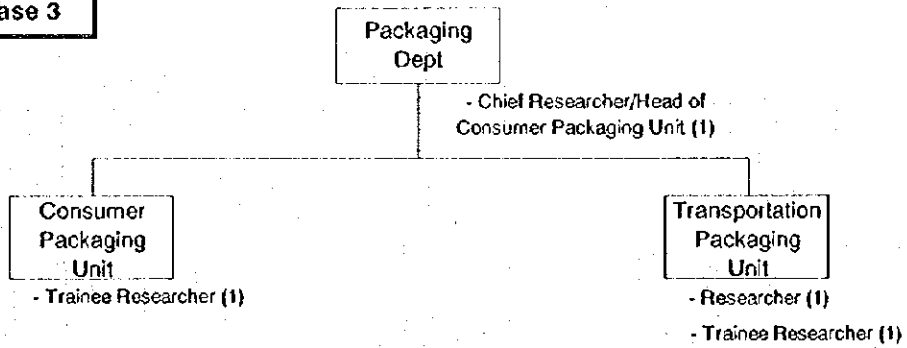 ase 3
Packaging
Dept
- Chief Researcher/Head of
Consumer Packaging Unit (1)
Consumer
Packaging
Unit
- Trainee Researcher (1)
Transportation
Packaging
Unit
- Researcher (1)
- Trainee Researcher (1)